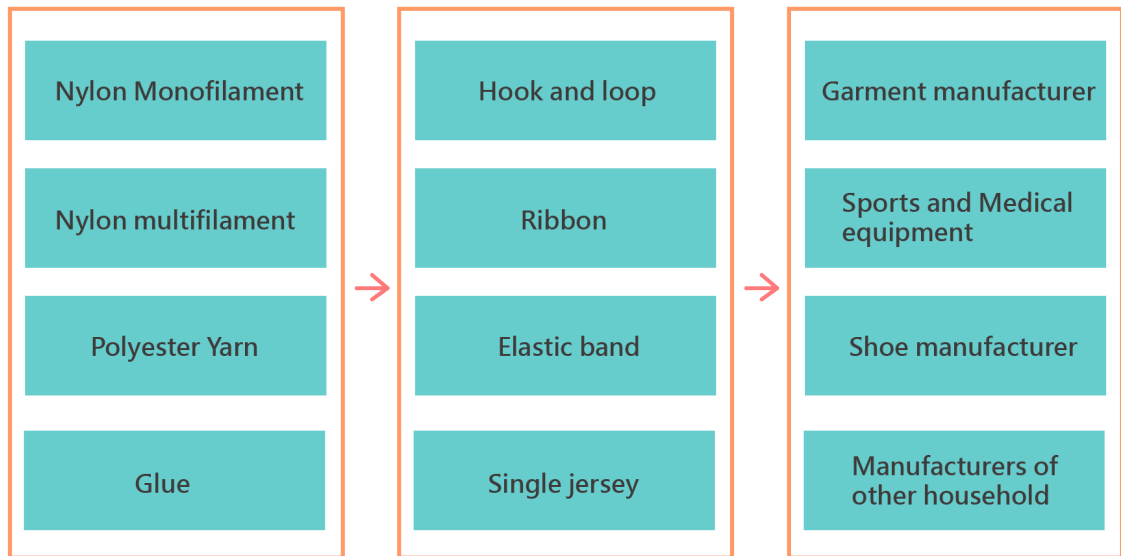 Nylon Monofilament
Nylon multifilament
Polyester Yarn
Glue
Hook and loop
Ribbon
Elastic band
Single jersey
Garment manufacturer
Sports and Medical
equipment
Shoe manufacturer
Manufacturers of
other household